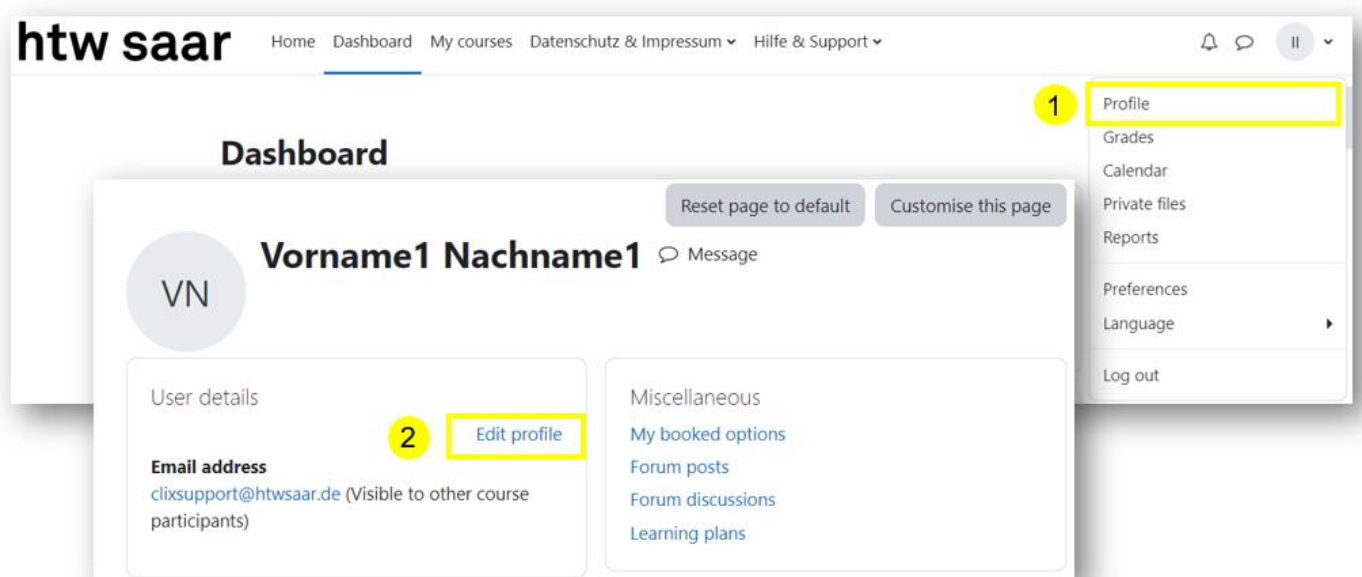 htw saar Home Dashboard My courses Datenschutz & Impressum Hilfe & Support II
1 Profile
Grades
Calendar
Private files
Reports
Preferences
Language
Log out
Dashboard
Reset page to default Customise this page
VN
Vorname1 Nachname1 Message
User details
2 Edit profile
Email address
clixsupport@htwsaar.de (Visible to other course
participants)
Miscellaneous
My booked options
Forum posts
Forum discussions
Learning plans